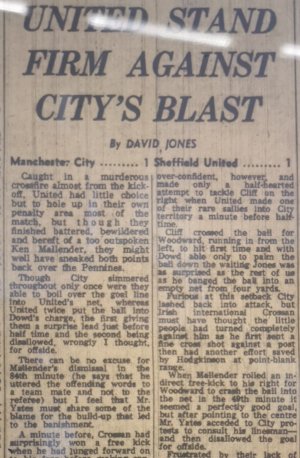 UNITED STAND
FIRM AGAINST
CITY'S BLAST
By DAVID JONES
Manchester City ......... 1 Sheffield United ......... 1
Caught in a murderous
crossfire almost from the kick-
off, United had little choice
but to hole up in their own
penalty area most of the
match, but though they
finished battered, bewildered
and bereft of a too outspoken
Ken Mallender, they might
well have sneaked both points
back over the Pennines.
Though City simmered
throughout only once were they
able to boil over the goal line
into United's net, whereas
United twice put the ball into
Dowd's charge, the first giving
them a surprise lead just before
half time and the second being
disallowed, wrongly I thought,
for offside.
There can be no excuse for
Mallender's dismissal in the
84th minute (he says that he
uttered the offending words to
a team mate and not to the
referee) but I feel that Mr.
Yates must share some of the
blame for the build-up that led
to the banishment.
A minute before, Crossan had
surprisingly won a free kick
when he had lunged forward on
over-confident, however, and
made only a half-hearted
attempt to tackle Cliff on the
right when United made one
of their rare sallies into City
territory a minute before half-
time.
Cliff crossed the ball for
Woodward, running in from the
left, to hit first time and with
Dowd able only to palm the
ball down the waiting Jones was
as surprised as the rest of us
as he banged the ball into an
empty net from four yards.
Furious at this setback City
lashed back into attack, but
Irish international Crossan
must have thought the little
people had turned completely
against him as he first sent a
fine cross shot against a post
then had another effort saved
by Hodgkinson at point-blank
range.
When Mallender rolled an in-
direct free-kick to his right for
Woodward to crash the ball into
the net in the 49th minute it
seemed a perfectly good goal,
but after pointing to the centre
Mr. Yates acceded to City pro-
tests to consult his linesman—
and then disallowed the goal
for offside.
Frustrated by their lack of